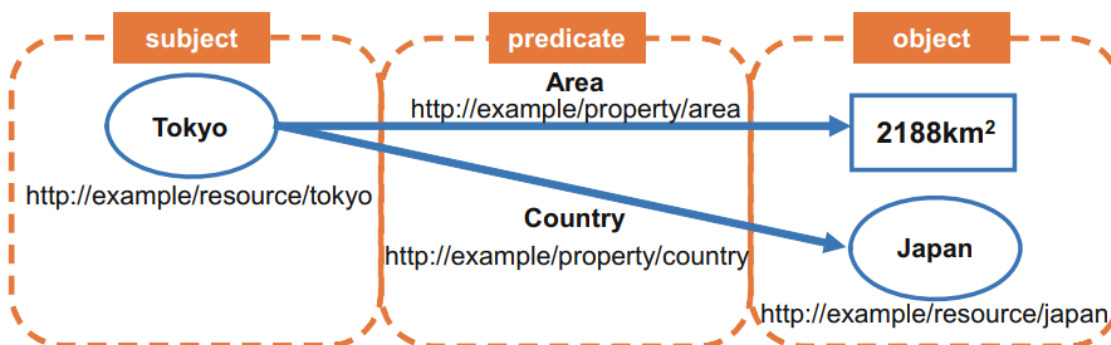 subject
predicate
object
Area
http://example/property/area
Tokyo
2188km²
http://example/resource/tokyo
Country
http://example/property/country
Japan
http://example/resource/japan